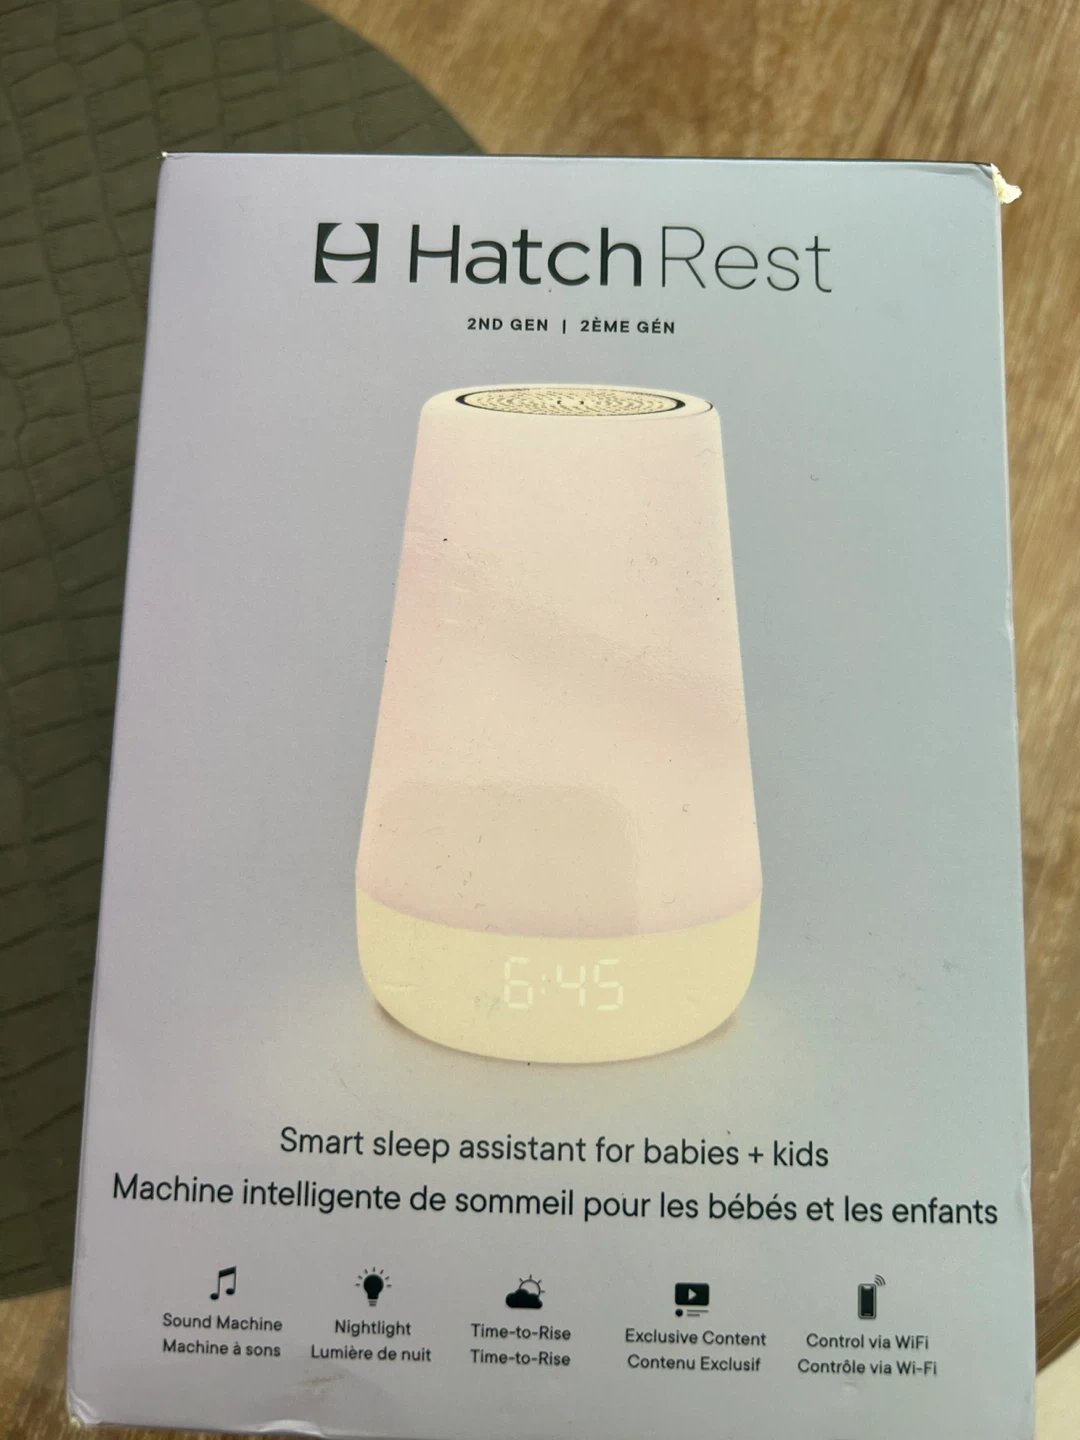 Hatch Rest
2ND GEN | 2ÈME GÉN
6:45
Smart sleep assistant for babies + kids
Machine intelligente de sommeil pour les bébés et les enfants
Sound Machine
Machine à sons
Nightlight
Lumière de nuit
Time-to-Rise
Time-to-Rise
Exclusive Content
Contenu Exclusif
Control via WiFi
Contrôle via Wi-Fi